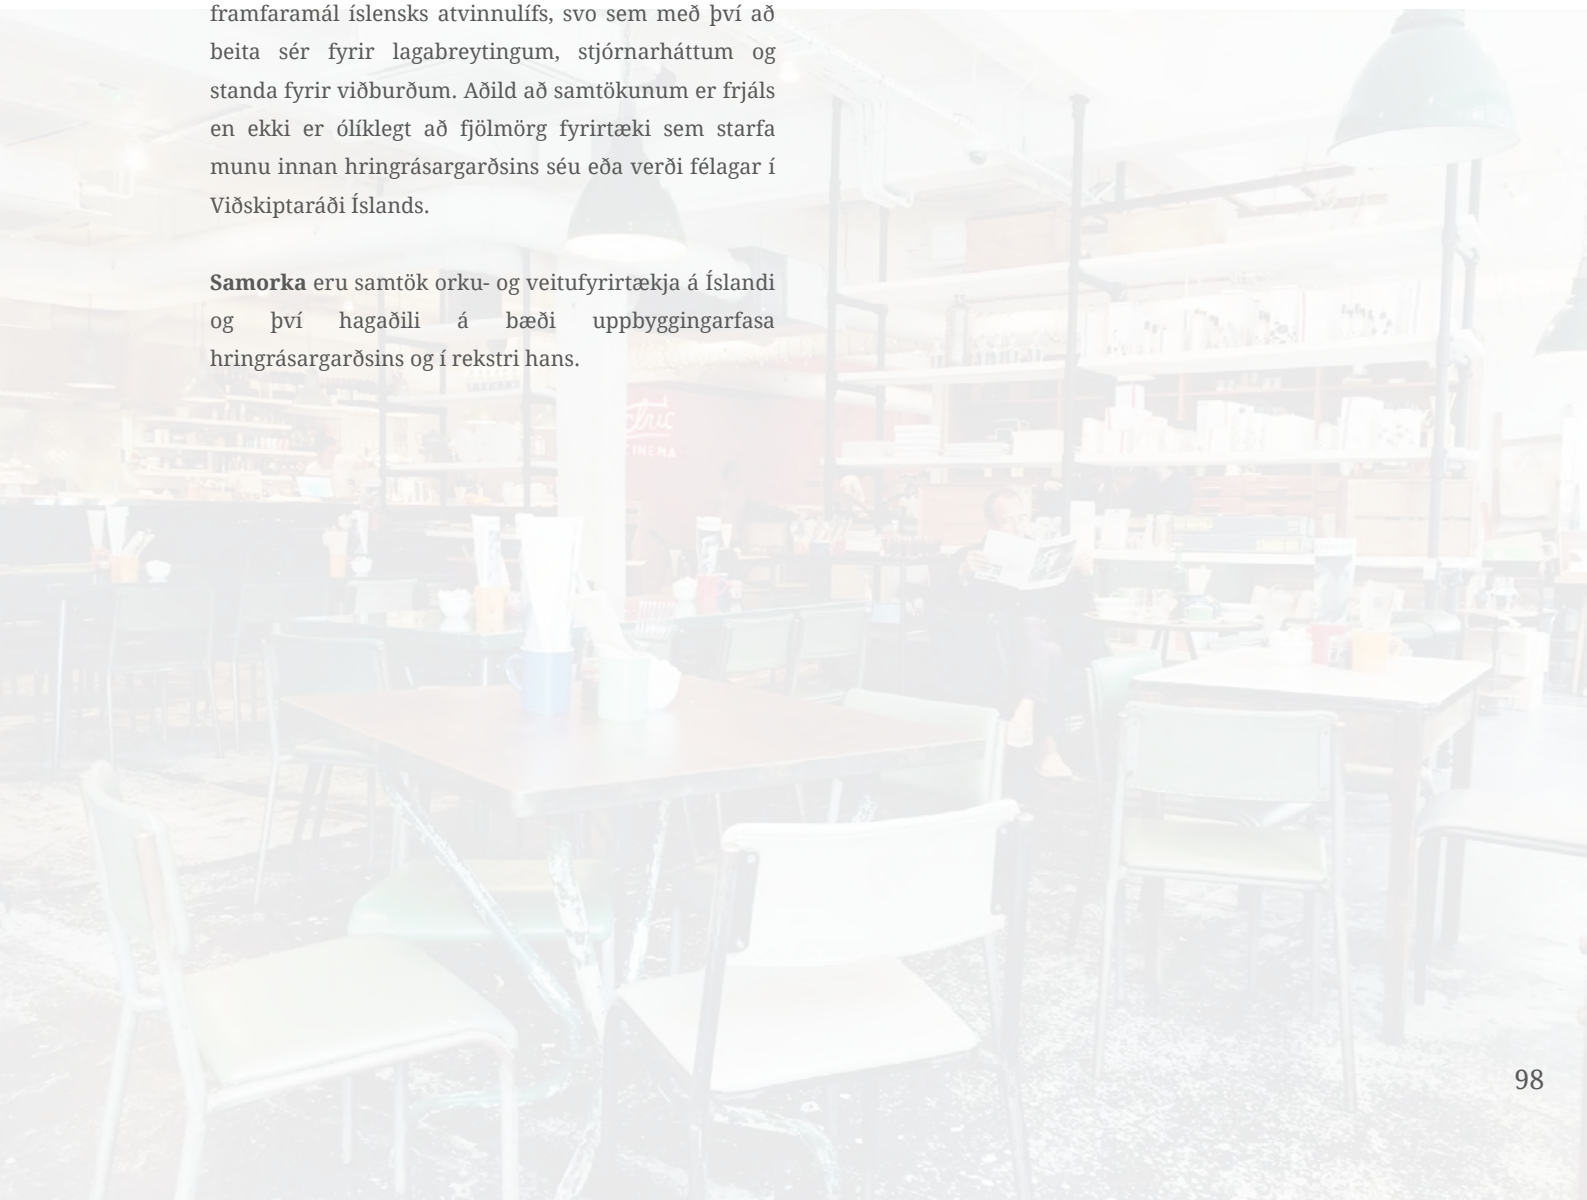 framfaramál íslensks atvinnulífs, svo sem með því að
beita sér fyrir lagabreytingum, stjórnarháttum og
standa fyrir viðburðum. Aðild að samtökunum er frjáls
en ekki er ólíklegt að fjölmörg fyrirtæki sem starfa
munu innan hringrásargarðsins séu eða verði félagar í
Viðskiptaráði Íslands.
Samorka eru samtök orku- og veitufyrirtækja á Íslandi
og því hagaðili á bæði uppbyggingarfasa
hringrásargarðsins og í rekstri hans.
CINEMA
98